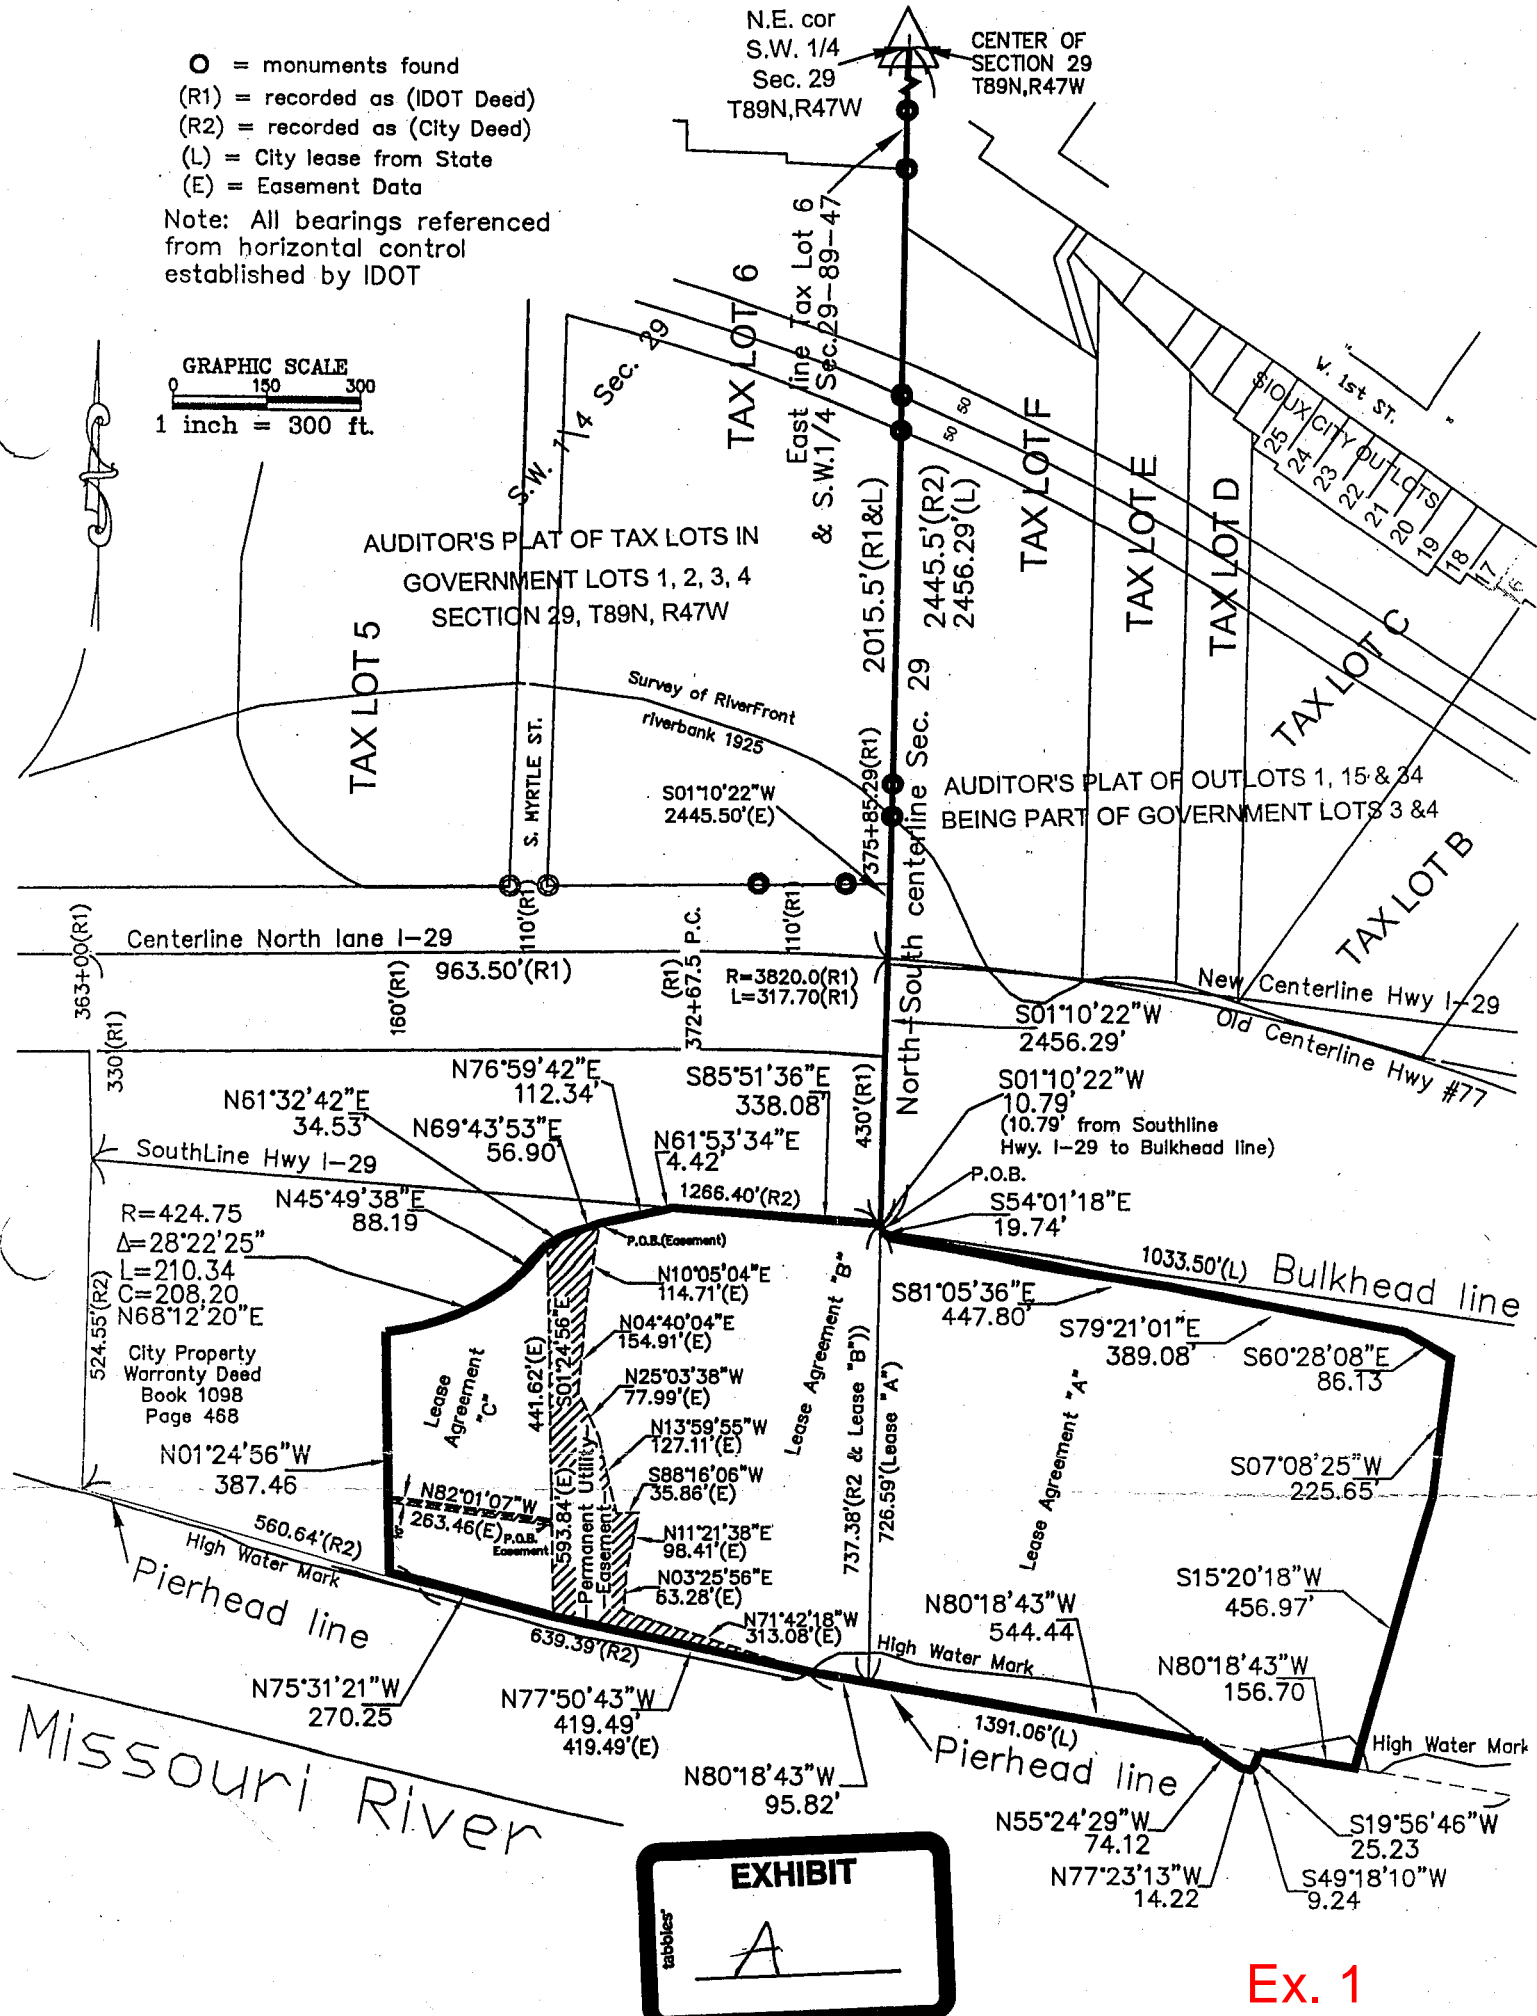 N.E. cor
S.W. 1/4
Sec. 29
T89N,R47W
CENTER OF
SECTION 29
T89N,R47W
O = monuments found
(R1) = recorded as (IDOT Deed)
(R2) = recorded as (City Deed)
(L) = City lease from State
(E) = Easement Data
Note: All bearings referenced
from horizontal control
established by IDOT
GRAPHIC SCALE
0 150 300
1 inch = 300 ft.
S.W. 1/4 Sec. 29
TAX LOT 6
East line Tax Lot 6
& S.W.1/4 Sec.29-89-47
50
50
TAX LOT F
TAX LOT E
TAX LOT D
TAX LOT C
TAX LOT B
W. 1st ST.
SIOUX CITY OUTLOTS
25
24
23
22
21
20
19
18
17
16
AUDITOR'S PLAT OF TAX LOTS IN
GOVERNMENT LOTS 1, 2, 3, 4
SECTION 29, T89N, R47W
TAX LOT 5
2015.5'(R1&L)
2445.5'(R2)
2456.29'(L)
North-South centerline Sec. 29
Survey of RiverFront
riverbank 1925
S. MYRTLE ST.
S01°10'22"W
2445.50'(E)
375+85.29(R1)
AUDITOR'S PLAT OF OUTLOTS 1, 15 & 34
BEING PART OF GOVERNMENT LOTS 3 &4
363+00(R1)
Centerline North lane I-29
963.50'(R1)
110'(R1)
110'(R1)
160'(R1)
(R1)
372+67.5 P.C.
R=3820.0(R1)
L=317.70(R1)
New Centerline Hwy I-29
Old Centerline Hwy #77
S01°10'22"W
2456.29'
330'(R1)
430'(R1)
N76°59'42"E
112.34'
S85°51'36"E
338.08'
S01°10'22"W
10.79'
(10.79' from Southline
Hwy. I-29 to Bulkhead line)
N61°32'42"E
34.53'
N69°43'53"E
56.90'
N61°53'34"E
4.42'
SouthLine Hwy I-29
1266.40'(R2)
P.O.B.
N45°49'38"E
88.19
S54°01'18"E
19.74'
R=424.75
Δ=28°22'25"
L=210.34
C=208.20
N68°12'20"E
P.O.B.(Easement)
524.55'(R2)
City Property
Warranty Deed
Book 1098
Page 468
N10°05'04"E
114.71'(E)
N04°40'04"E
154.91'(E)
N25°03'38"W
77.99'(E)
N13°59'55"W
127.11'(E)
S88°16'06"W
35.86'(E)
N11°21'38"E
98.41'(E)
N03°25'56"E
63.28'(E)
N71°42'18"W
313.08'(E)
Lease
Agreement
"C"
441.62'(E)
S01°24'56"E
593.84'(E)
Permanent Utility
Easement
Lease Agreement "B"
737.38'(R2 & Lease "B"))
726.59'(Lease "A")
Lease Agreement "A"
1033.50'(L)
Bulkhead line
S81°05'36"E
447.80'
S79°21'01"E
389.08'
S60°28'08"E
86.13
S07°08'25"W
225.65'
S15°20'18"W
456.97'
N01°24'56"W
387.46
N82°01'07"W
263.46(E)
P.O.B.
Easement
560.64'(R2)
High Water Mark
Pierhead line
639.39'(R2)
N75°31'21"W
270.25
N77°50'43"W
419.49'
419.49'(E)
N80°18'43"W
544.44
High Water Mark
N80°18'43"W
156.70
1391.06'(L)
Pierhead line
High Water Mark
N80°18'43"W
95.82'
N55°24'29"W
74.12
S19°56'46"W
25.23
N77°23'13"W
14.22
S49°18'10"W
9.24
Missouri River
EXHIBIT
tabbies'
A
Ex. 1